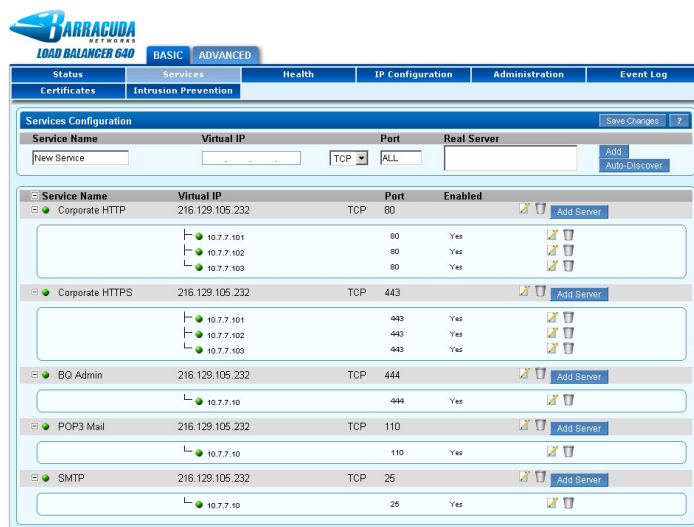 BARRACUDA
NETWORKS
LOAD BALANCER 640 BASIC ADVANCED
Status Services Health IP Configuration Administration Event Log
Certificates Intrusion Prevention
Services Configuration Save Changes ?
Service Name Virtual IP Port Real Server
New Service . . . TCP ALL Add
Auto-Discover
Service Name Virtual IP Port Enabled
Corporate HTTP 216.129.105.232 TCP 80 Add Server
10.7.7.101 80 Yes
10.7.7.102 80 Yes
10.7.7.103 80 Yes
Corporate HTTPS 216.129.105.232 TCP 443 Add Server
10.7.7.101 443 Yes
10.7.7.102 443 Yes
10.7.7.103 443 Yes
BQ Admin 216.129.105.232 TCP 444 Add Server
10.7.7.10 444 Yes
POP3 Mail 216.129.105.232 TCP 110 Add Server
10.7.7.10 110 Yes
SMTP 216.129.105.232 TCP 25 Add Server
10.7.7.10 25 Yes